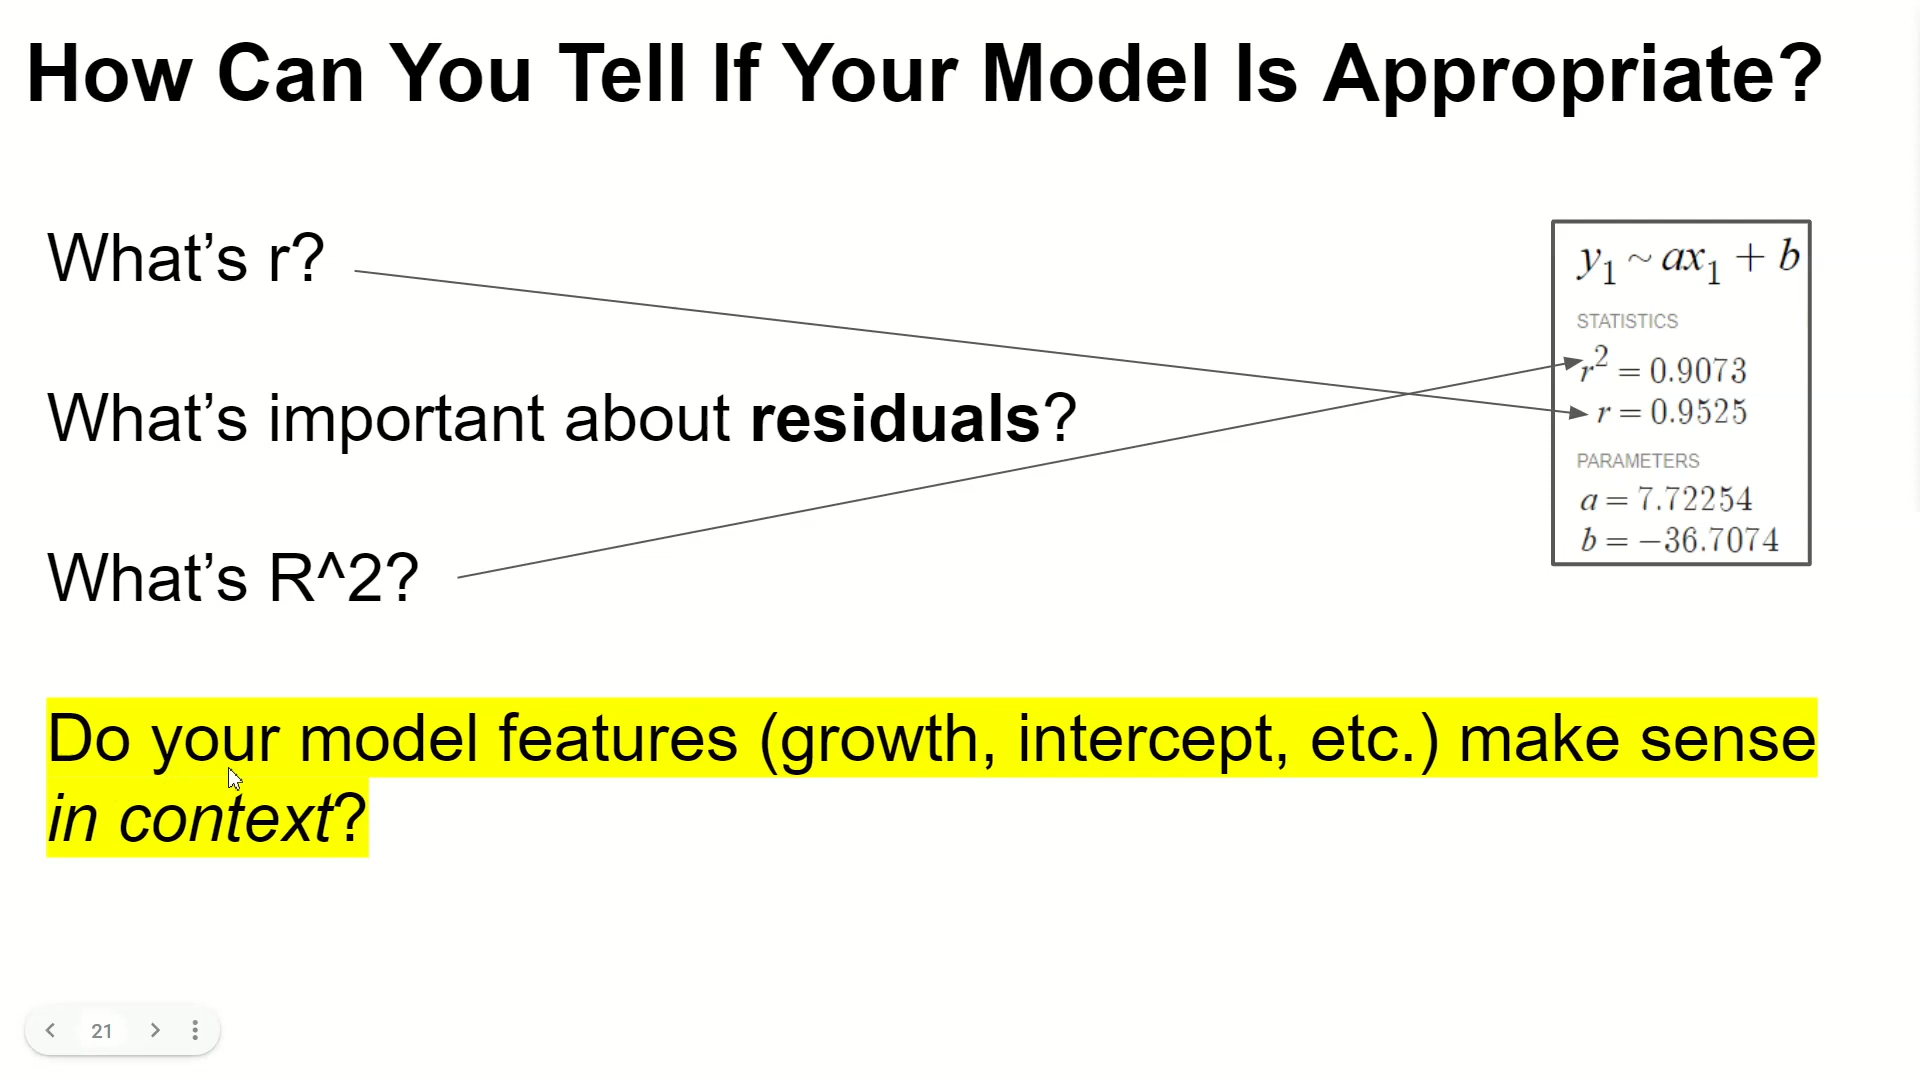 How Can You Tell If Your Model Is Appropriate?
What’s r?
What’s important about residuals?
What’s R^2?
Do your model features (growth, intercept, etc.) make sense
in context?
y₁ ~ ax₁ + b
STATISTICS
r² = 0.9073
r = 0.9525
PARAMETERS
a = 7.72254
b = −36.7074
21